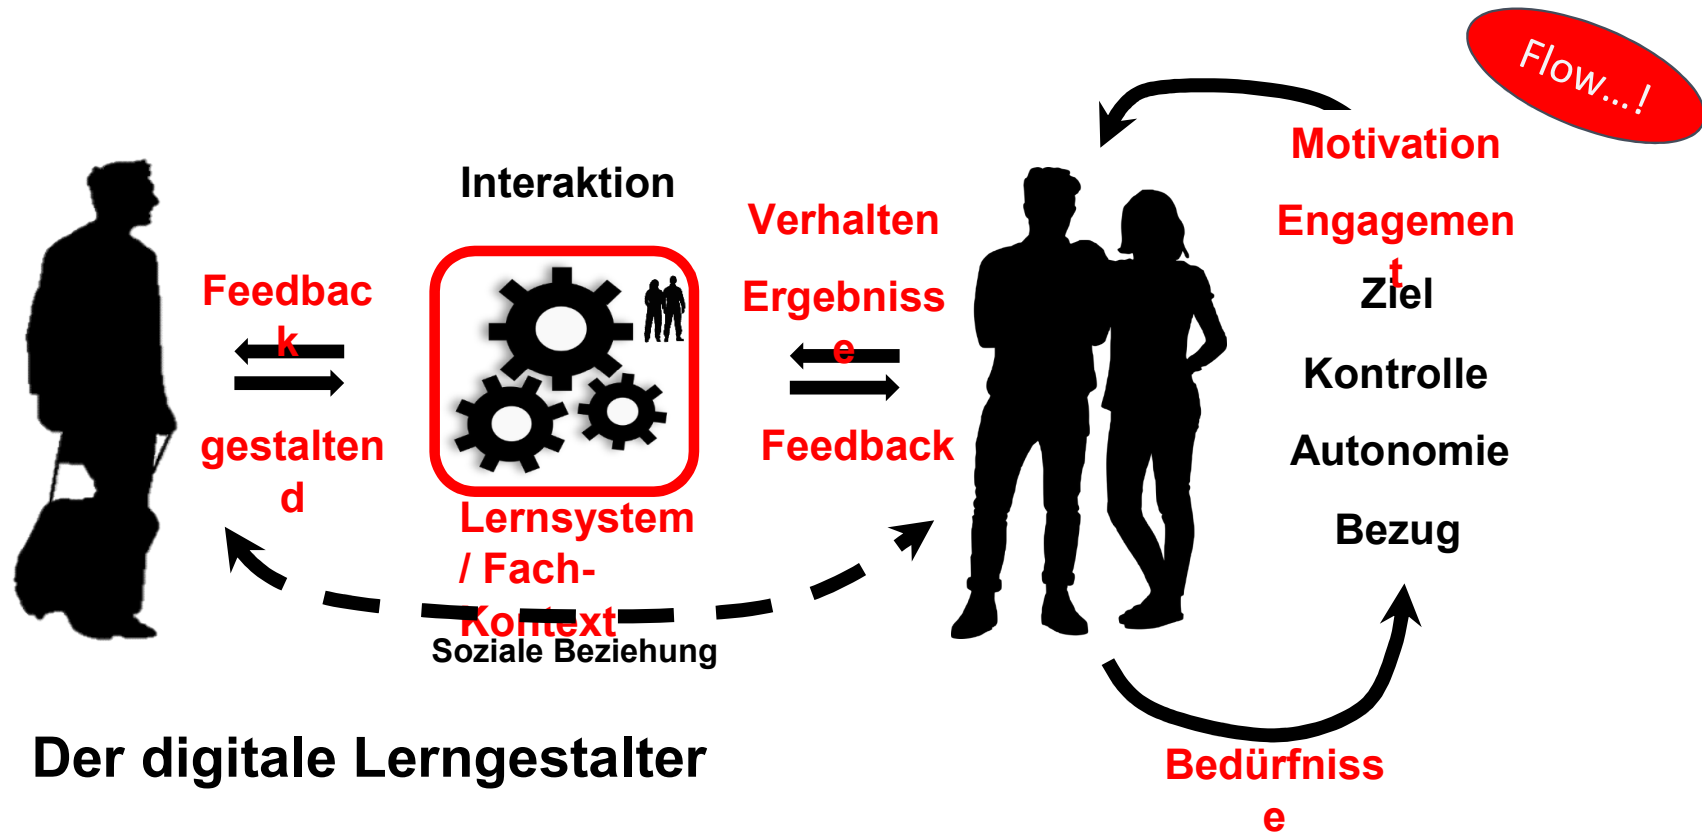 Flow...!
Motivation
Engagemen
t
Ziel
Kontrolle
Autonomie
Bezug
Interaktion
Verhalten
Ergebniss
e
Feedback
Feedbac
k
gestalten
d
Lernsystem
/ Fach-
Kontext
Soziale Beziehung
Der digitale Lerngestalter
Bedürfniss
e